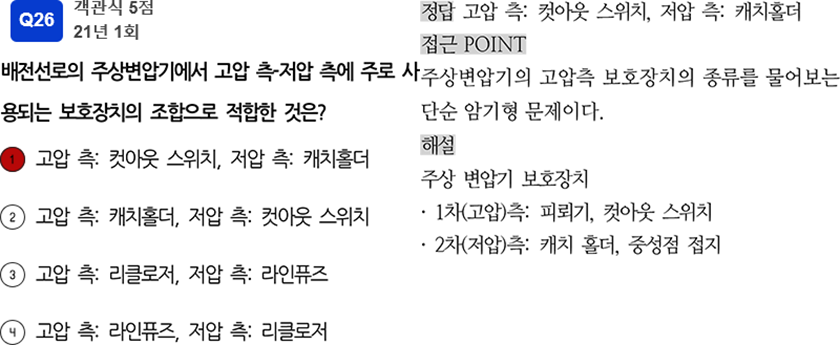 Q26
객관식 5점
21년 1회
배전선로의 주상변압기에서 고압 측-저압 측에 주로 사
용되는 보호장치의 조합으로 적합한 것은?
1 고압 측: 컷아웃 스위치, 저압 측: 캐치홀더
2 고압 측: 캐치홀더, 저압 측: 컷아웃 스위치
3 고압 측: 리클로저, 저압 측: 라인퓨즈
4 고압 측: 라인퓨즈, 저압 측: 리클로저
정답 고압 측: 컷아웃 스위치, 저압 측: 캐치홀더
접근 POINT
주상변압기의 고압측 보호장치의 종류를 물어보는
단순 암기형 문제이다.
해설
주상 변압기 보호장치
· 1차(고압)측: 피뢰기, 컷아웃 스위치
· 2차(저압)측: 캐치 홀더, 중성점 접지